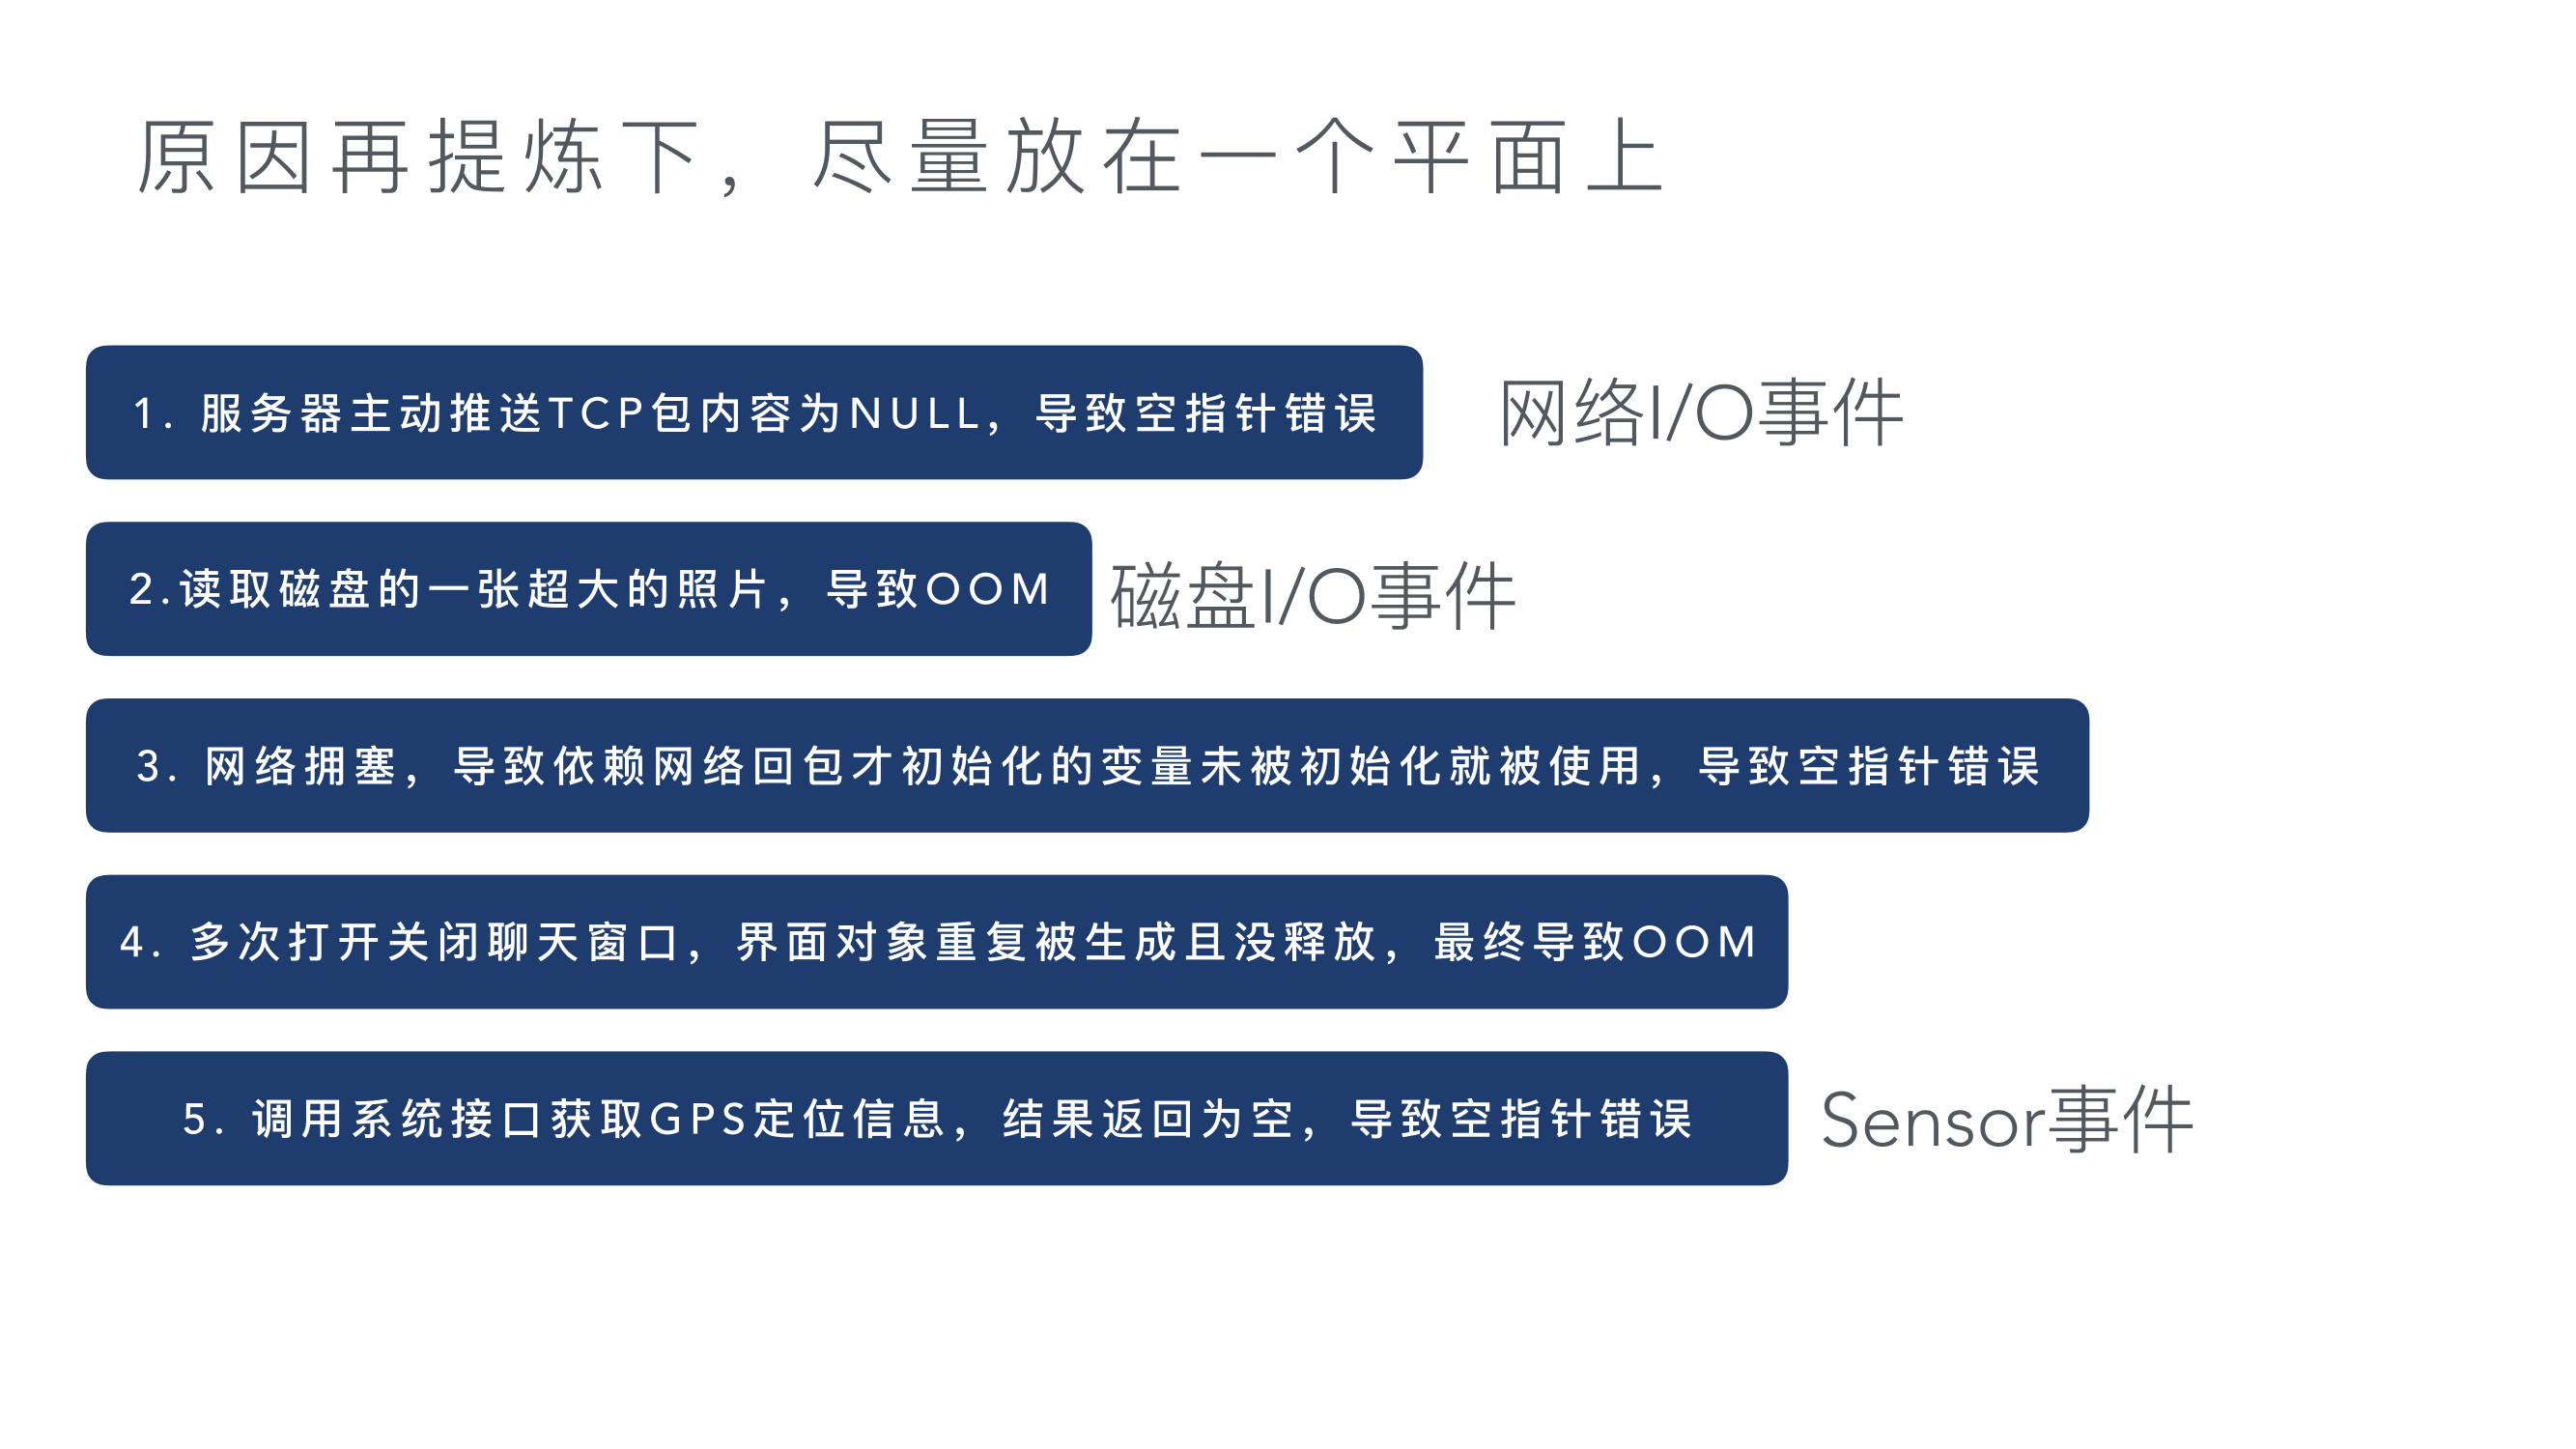 原因再提炼下，尽量放在一个平面上
1. 服务器主动推送TCP包内容为NULL，导致空指针错误
网络I/O事件
2.读取磁盘的一张超大的照片，导致OOM
磁盘I/O事件
3. 网络拥塞，导致依赖网络回包才初始化的变量未被初始化就被使用，导致空指针错误
4. 多次打开关闭聊天窗口，界面对象重复被生成且没释放，最终导致OOM
5. 调用系统接口获取GPS定位信息，结果返回为空，导致空指针错误
Sensor事件